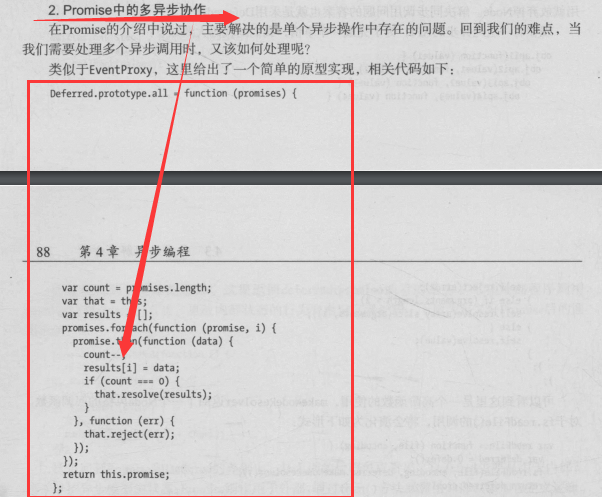 2. Promise中的多异步协作
在Promise的介绍中说过，主要解决的是单个异步操作中存在的问题。回到我们的难点，当
我们需要处理多个异步调用时，又该如何处理呢？
类似于EventProxy，这里给出了一个简单的原理实现，相关代码如下：
Deferred.prototype.all = function (promises) {
88 第 4 章 异步编程
var count = promises.length;
var that = this;
var results = [];
promises.forEach(function (promise, i) {
promise.then(function (data) {
count--;
results[i] = data;
if (count === 0) {
that.resolve(results);
}
}, function (err) {
that.reject(err);
});
});
return this.promise;
};